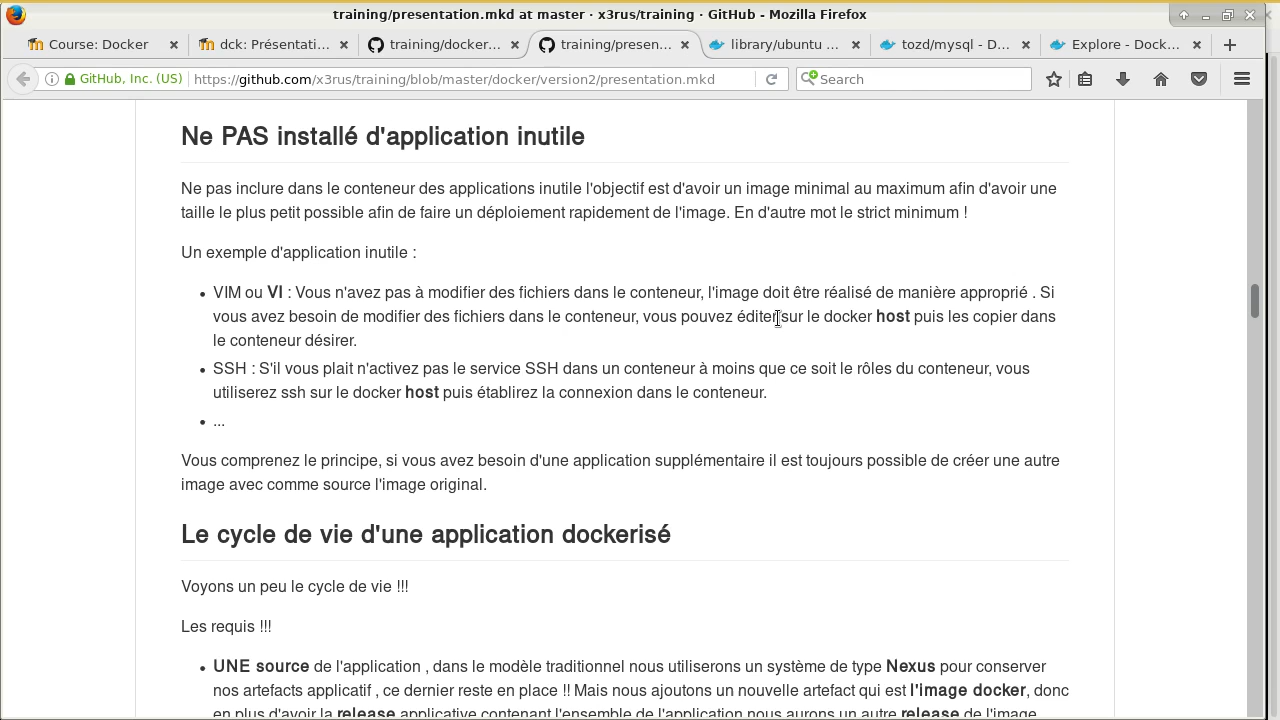 training/presentation.mkd at master · x3rus/training · GitHub - Mozilla Firefox
Course: Docker
dck: Présentati...
training/docker...
training/presen...
library/ubuntu ...
tozd/mysql - D...
Explore - Dock...
GitHub, Inc. (US)
https://github.com/x3rus/training/blob/master/docker/version2/presentation.mkd
Search
Ne PAS installé d'application inutile
Ne pas inclure dans le conteneur des applications inutile l'objectif est d'avoir un image minimal au maximum afin d'avoir une
taille le plus petit possible afin de faire un déploiement rapidement de l'image. En d'autre mot le strict minimum !
Un exemple d'application inutile :
• VIM ou VI : Vous n'avez pas à modifier des fichiers dans le conteneur, l'image doit être réalisé de manière approprié . Si
vous avez besoin de modifier des fichiers dans le conteneur, vous pouvez éditer sur le docker host puis les copier dans
le conteneur désirer.
• SSH : S'il vous plait n'activez pas le service SSH dans un conteneur à moins que ce soit le rôles du conteneur, vous
utiliserez ssh sur le docker host puis établirez la connexion dans le conteneur.
• ...
Vous comprenez le principe, si vous avez besoin d'une application supplémentaire il est toujours possible de créer une autre
image avec comme source l'image original.
Le cycle de vie d'une application dockerisé
Voyons un peu le cycle de vie !!!
Les requis !!!
• UNE source de l'application , dans le modèle traditionnel nous utiliserons un système de type Nexus pour conserver
nos artefacts applicatif , ce dernier reste en place !! Mais nous ajoutons un nouvelle artefact qui est l'image docker, donc
en plus d'avoir la release applicative contenant l'ensemble de l'application nous aurons un autre release de l'image